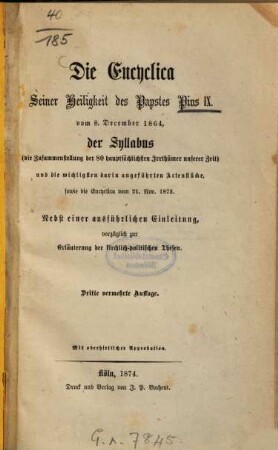 40
185
Die Encyclica
Seiner Heiligkeit des Papstes Pius IX.
vom 8. December 1864,
der Syllabus
(die Zusammenstellung der 80 hauptsächlichsten Irrthümer unserer Zeit)
und die wichtigsten darin angeführten Actenstücke,
sowie die Encyclica vom 21. Nov. 1873.
Nebst einer ausführlichen Einleitung,
vorzüglich zur
Erläuterung der kirchlich-politischen Thesen.
Dritte vermehrte Auflage.
Mit oberhirtlicher Approbation.
Köln, 1874.
Druck und Verlag von J. P. Bachem.
G. n. 7845.